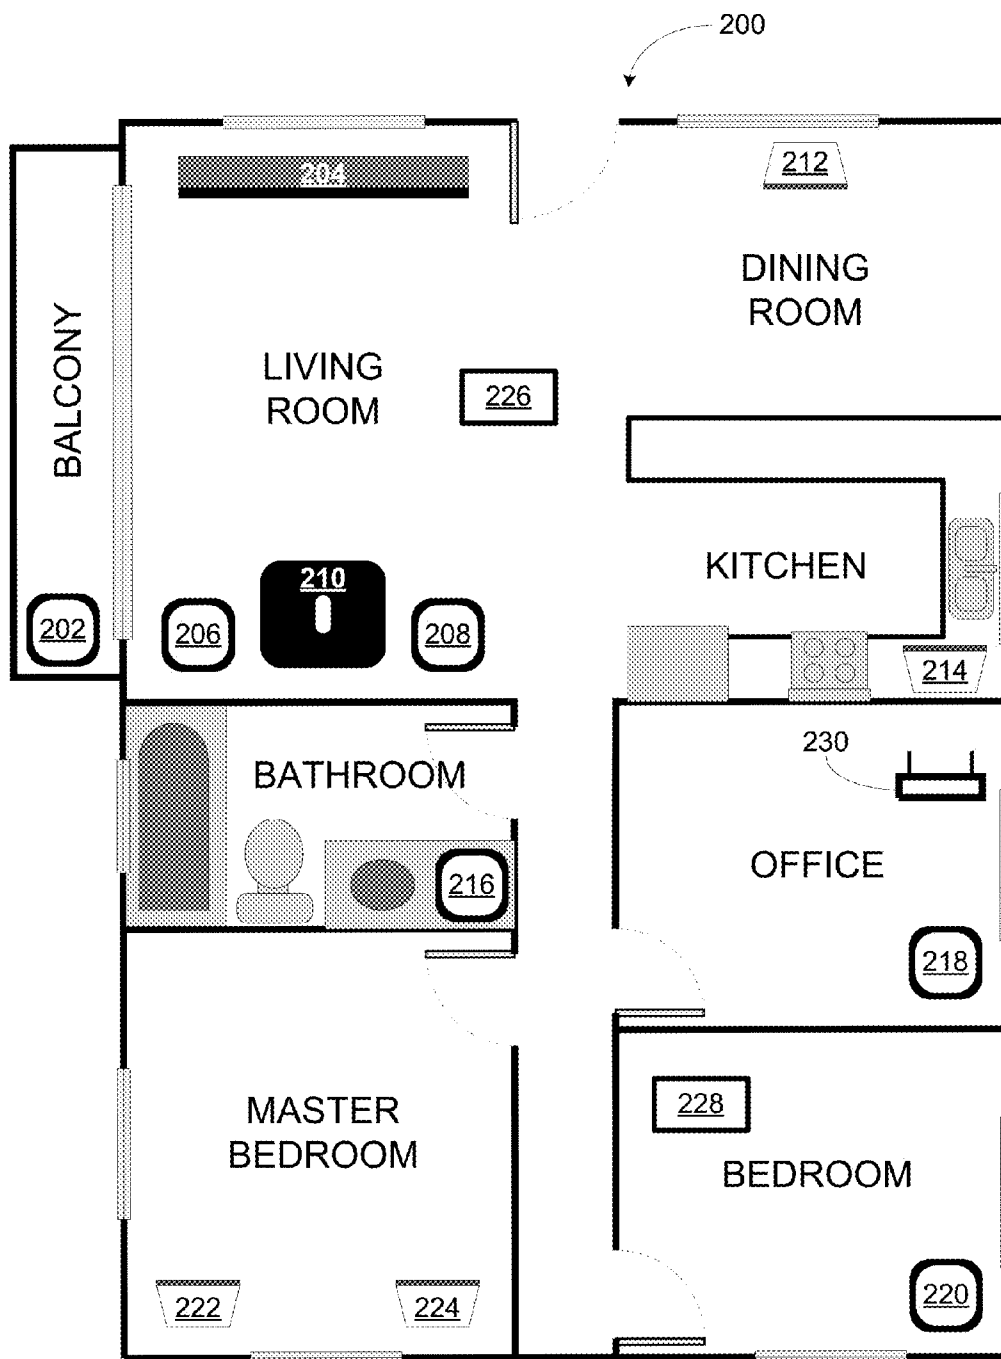 200
204
212
DINING
ROOM
LIVING
ROOM
226
BALCONY
KITCHEN
210
202
206
208
214
230
BATHROOM
OFFICE
216
218
MASTER
BEDROOM
228
BEDROOM
222
224
220